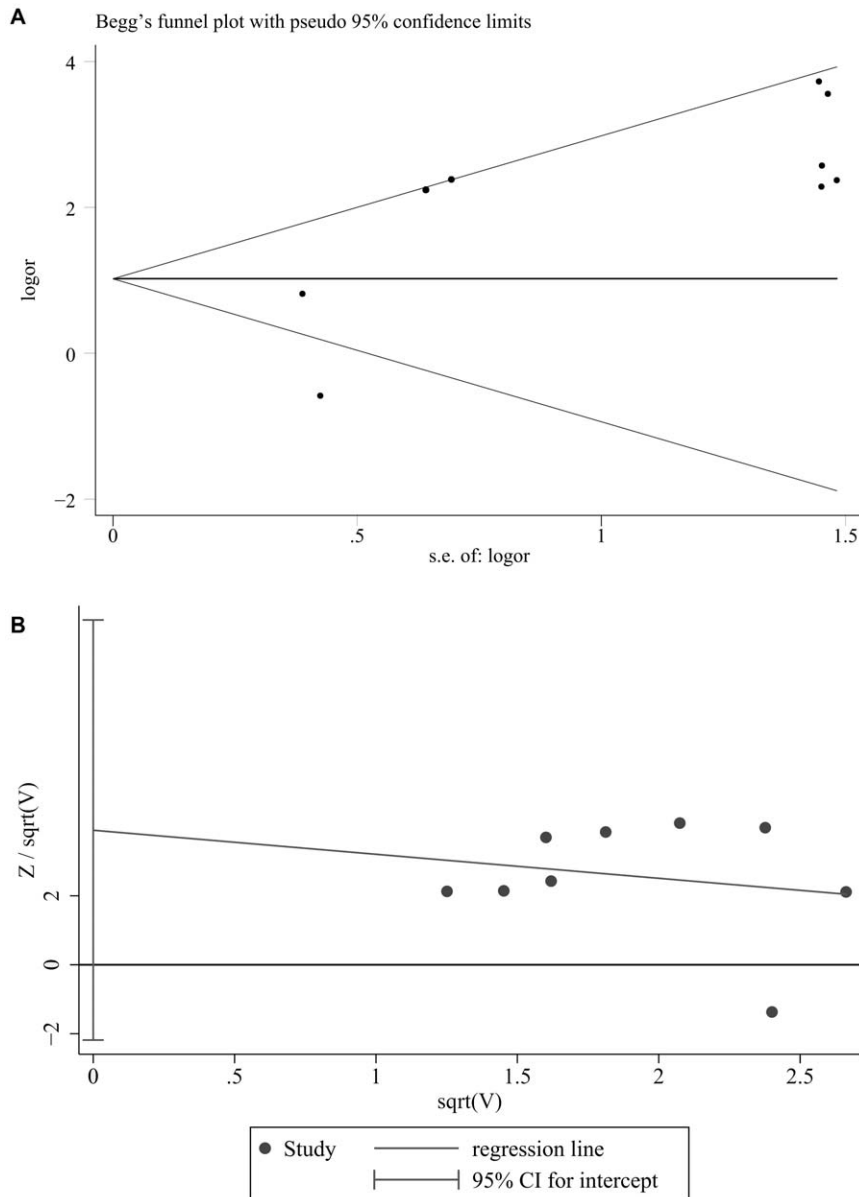 A
Begg's funnel plot with pseudo 95% confidence limits
4
2
0
−2
logor
0
.5
1
1.5
s.e. of: logor
B
Z / sqrt(V)
2
0
−2
0
.5
1
1.5
2
2.5
sqrt(V)
Study
regression line
95% CI for intercept